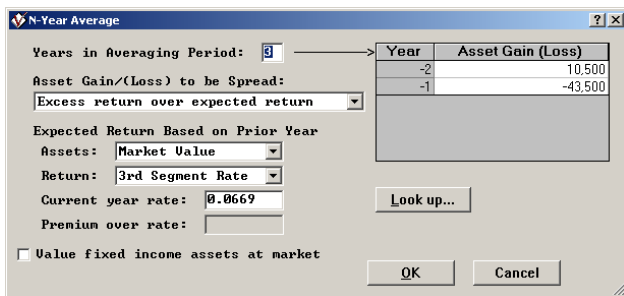 N-Year Average
Years in Averaging Period: 3
Year Asset Gain (Loss)
-2 10,500
-1 -43,500
Asset Gain/(Loss) to be Spread:
Excess return over expected return
Expected Return Based on Prior Year
Assets: Market Value
Return: 3rd Segment Rate
Current year rate: 0.0669
Premium over rate:
Look up...
Value fixed income assets at market
OK Cancel